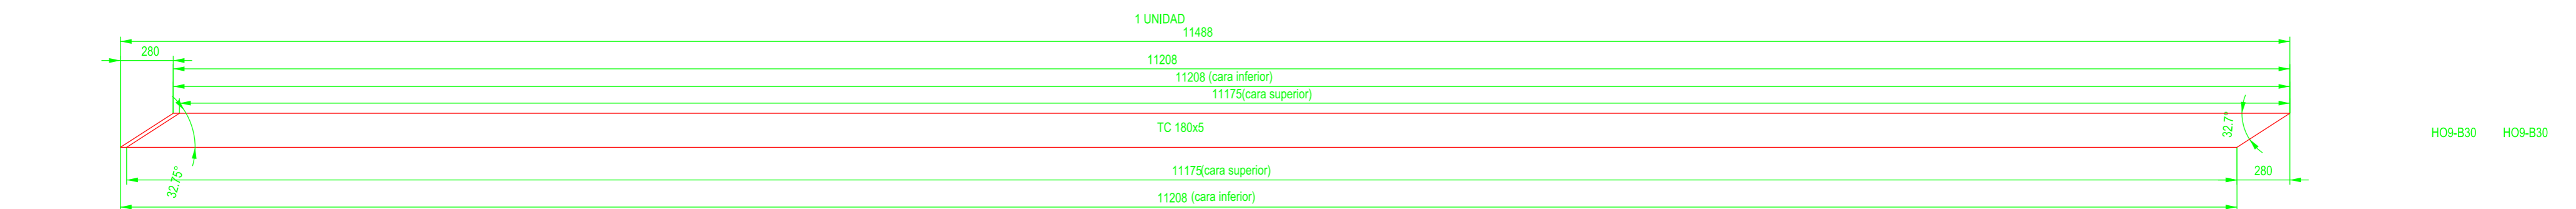 1 UNIDAD
11488
280
11208
11208 (cara inferior)
11175(cara superior)
TC 180x5
32.7°
HO9-B30 HO9-B30
32.75°
11175(cara superior)
280
11208 (cara inferior)